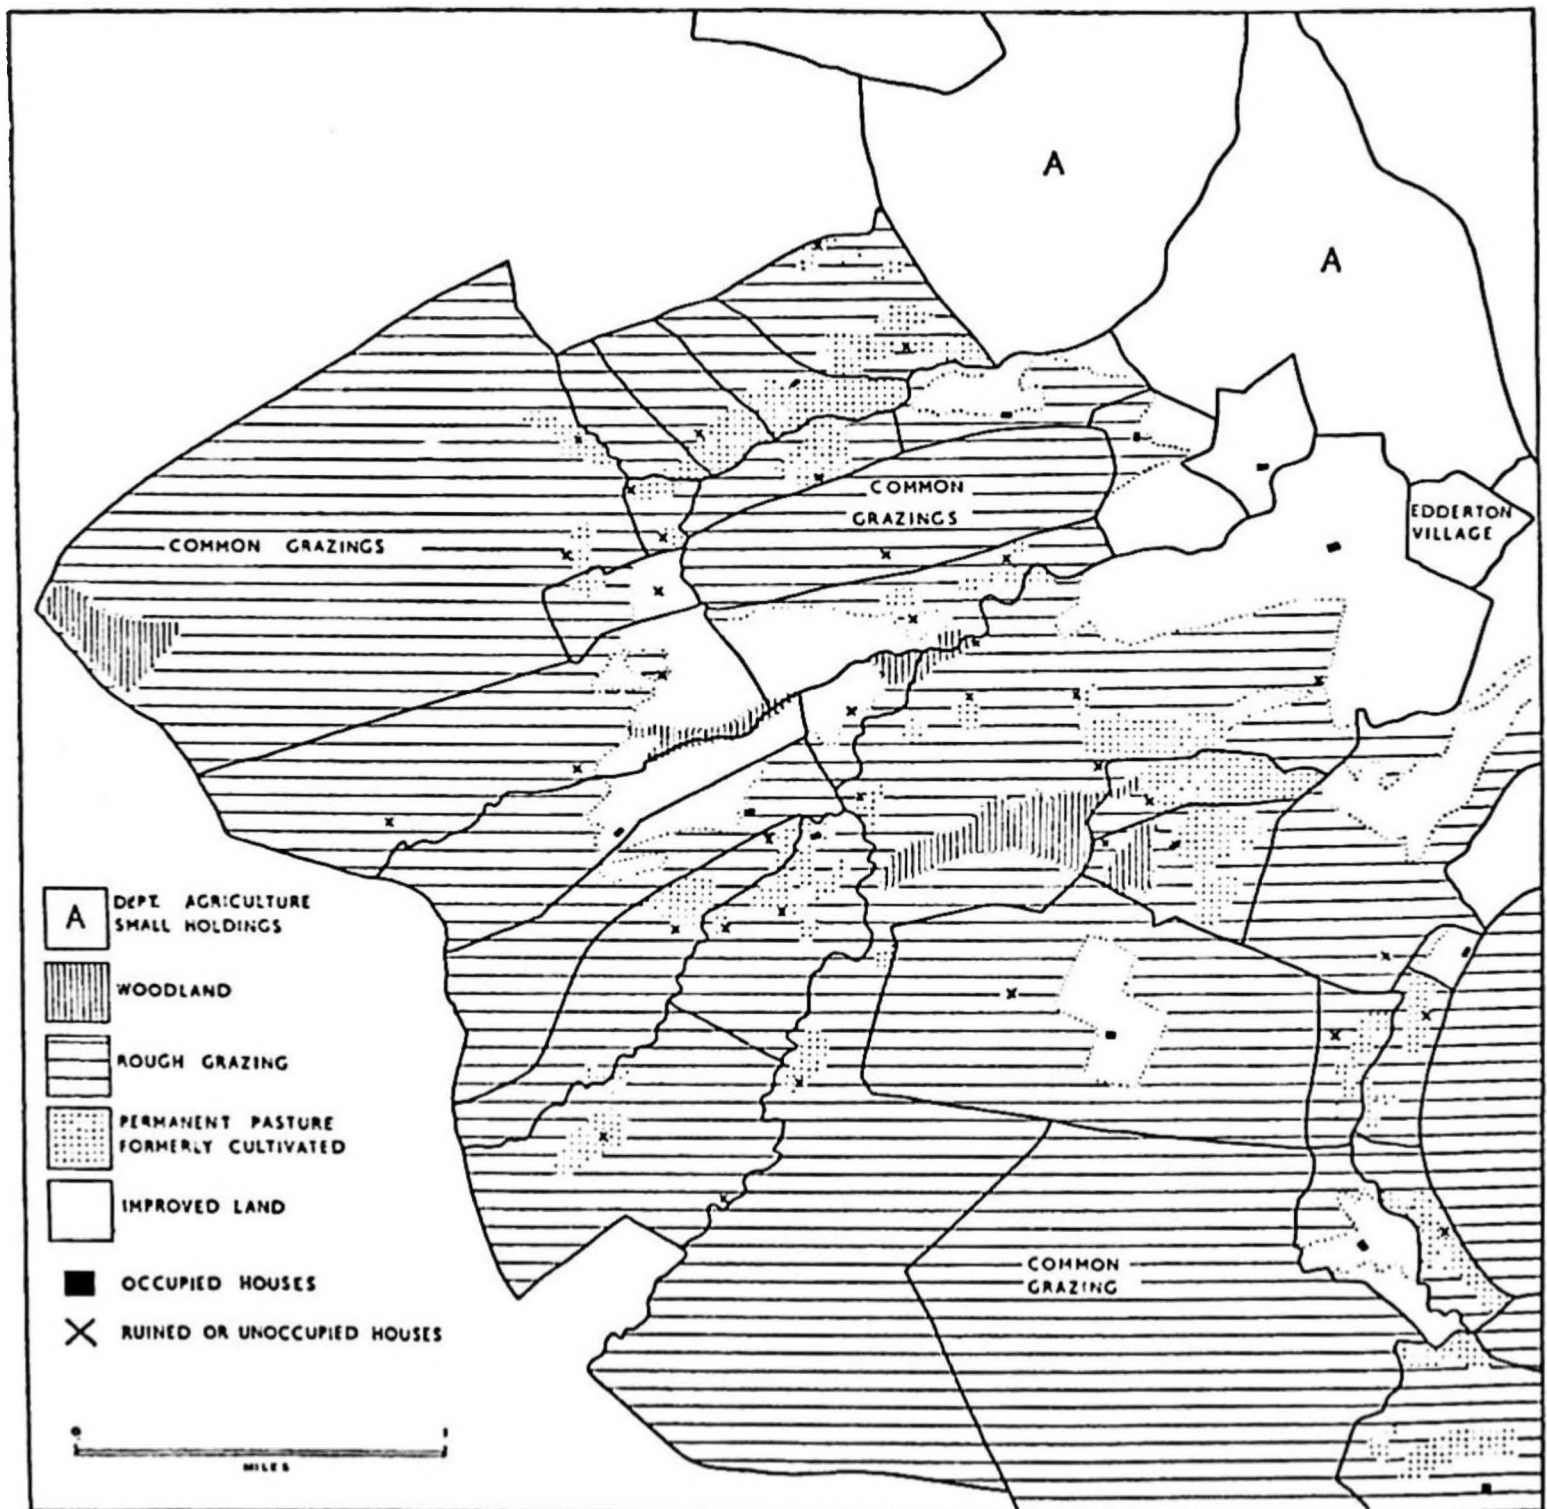 A
A
COMMON
GRAZINGS
EDDERTON
VILLAGE
COMMON GRAZINGS
A
DEPT. AGRICULTURE
SMALL HOLDINGS
WOODLAND
ROUGH GRAZING
PERMANENT PASTURE
FORMERLY CULTIVATED
IMPROVED LAND
OCCUPIED HOUSES
RUINED OR UNOCCUPIED HOUSES
COMMON
GRAZING
0 1
MILES